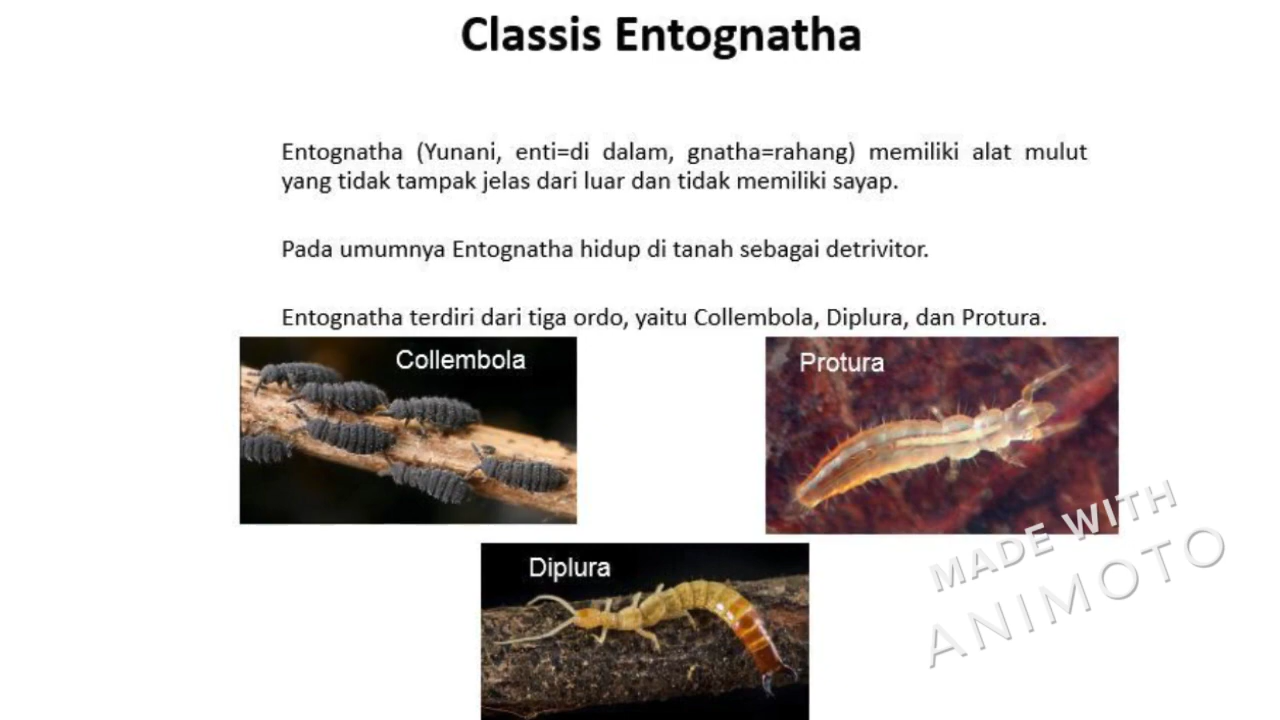 Classis Entognatha
Entognatha (Yunani, enti=di dalam, gnatha=rahang) memiliki alat mulut
yang tidak tampak jelas dari luar dan tidak memiliki sayap.
Pada umumnya Entognatha hidup di tanah sebagai detrivitor.
Entognatha terdiri dari tiga ordo, yaitu Collembola, Diplura, dan Protura.
Collembola
Protura
Diplura
MADE WITH
ANIMOTO